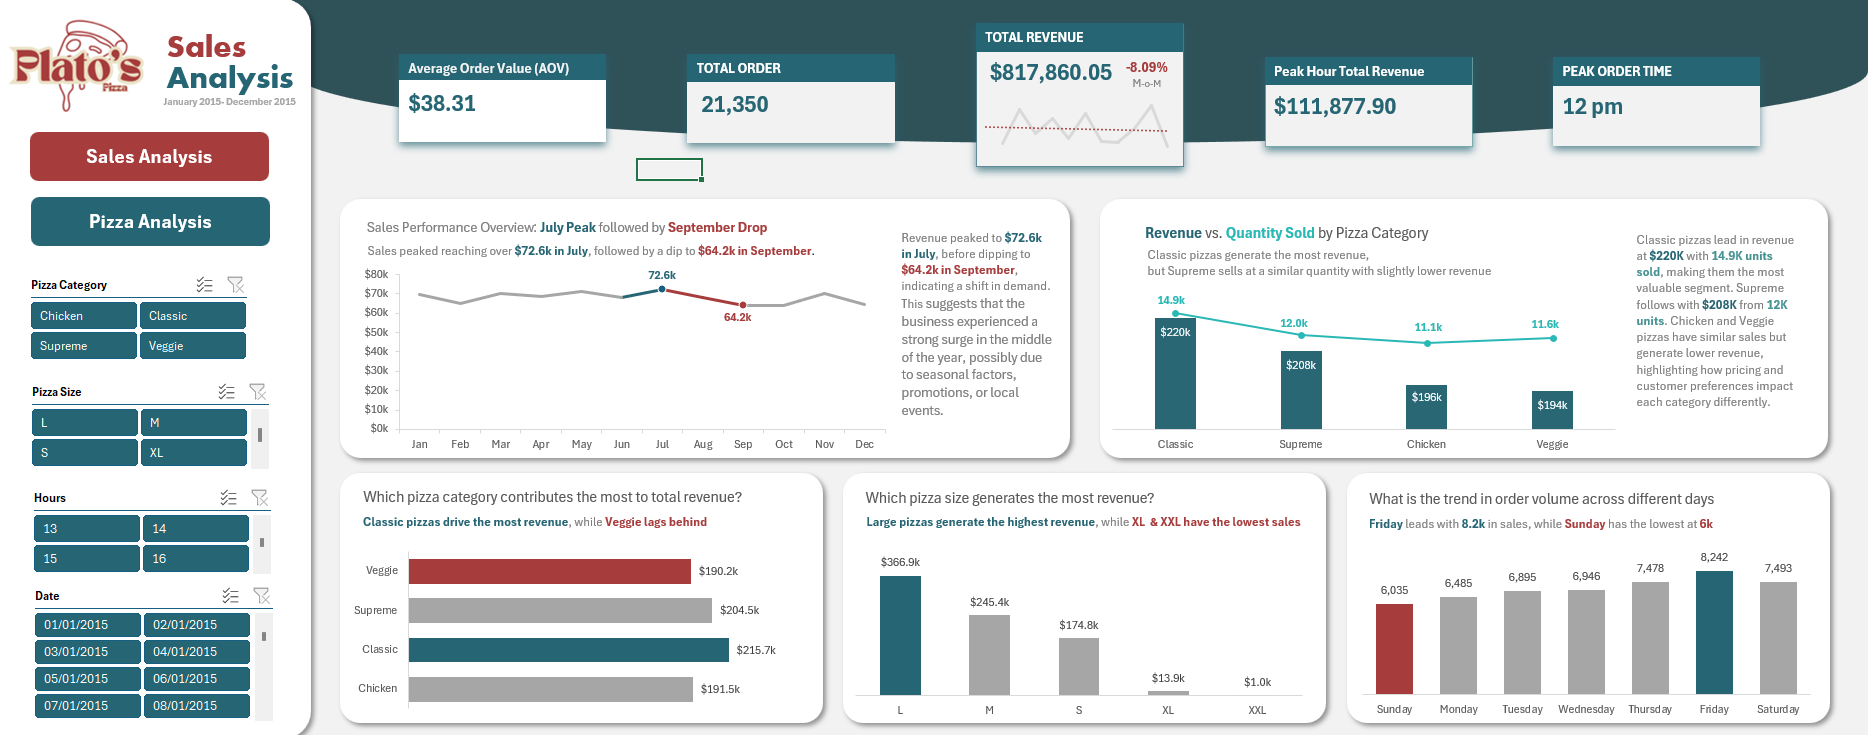 Plato's
Pizza
Sales
Analysis
January 2015- December 2015
Sales Analysis
Pizza Analysis
Pizza Category
Chicken
Classic
Supreme
Veggie
Pizza Size
L
M
S
XL
Hours
13
14
15
16
Date
01/01/2015
02/01/2015
03/01/2015
04/01/2015
05/01/2015
06/01/2015
07/01/2015
08/01/2015
Average Order Value (AOV)
$38.31
TOTAL ORDER
21,350
TOTAL REVENUE
$817,860.05
-8.09%
M-o-M
Peak Hour Total Revenue
$111,877.90
PEAK ORDER TIME
12 pm
Sales Performance Overview: July Peak followed by September Drop
Sales peaked reaching over $72.6k in July, followed by a dip to $64.2k in September.
$80k
$70k
$60k
$50k
$40k
$30k
$20k
$10k
$0k
72.6k
64.2k
Jan
Feb
Mar
Apr
May
Jun
Jul
Aug
Sep
Oct
Nov
Dec
Revenue peaked to $72.6k
in July, before dipping to
$64.2k in September,
indicating a shift in demand.
This suggests that the
business experienced a
strong surge in the middle
of the year, possibly due
to seasonal factors,
promotions, or local
events.
Revenue vs. Quantity Sold by Pizza Category
Classic pizzas generate the most revenue,
but Supreme sells at a similar quantity with slightly lower revenue
14.9k
12.0k
11.1k
11.6k
$220k
$208k
$196k
$194k
Classic
Supreme
Chicken
Veggie
Classic pizzas lead in revenue
at $220K with 14.9K units
sold, making them the most
valuable segment. Supreme
follows with $208K from 12K
units. Chicken and Veggie
pizzas have similar sales but
generate lower revenue,
highlighting how pricing and
customer preferences impact
each category differently.
Which pizza category contributes the most to total revenue?
Classic pizzas drive the most revenue, while Veggie lags behind
Veggie
$190.2k
Supreme
$204.5k
Classic
$215.7k
Chicken
$191.5k
Which pizza size generates the most revenue?
Large pizzas generate the highest revenue, while XL & XXL have the lowest sales
$366.9k
$245.4k
$174.8k
$13.9k
$1.0k
L
M
S
XL
XXL
What is the trend in order volume across different days
Friday leads with 8.2k in sales, while Sunday has the lowest at 6k
6,035
6,485
6,895
6,946
7,478
8,242
7,493
Sunday
Monday
Tuesday
Wednesday
Thursday
Friday
Saturday